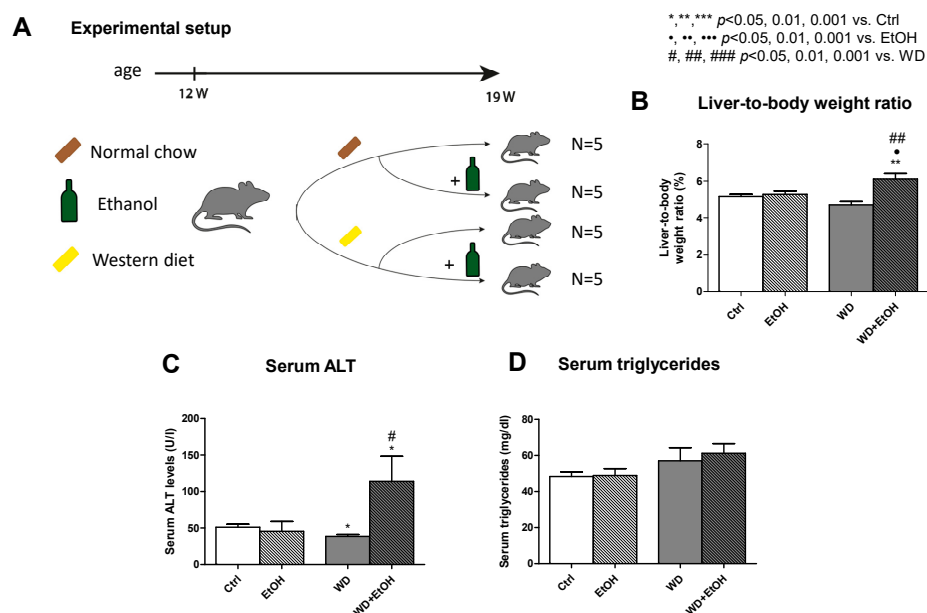 *,**,*** p<0.05, 0.01, 0.001 vs. Ctrl
•, ••, ••• p<0.05, 0.01, 0.001 vs. EtOH
#, ##, ### p<0.05, 0.01, 0.001 vs. WD
A Experimental setup
age
12 W
19 W
Normal chow
Ethanol
Western diet
+
+
N=5
N=5
N=5
N=5
B Liver-to-body weight ratio
Liver-to-body
weight ratio (%)
8
6
4
2
0
##
•
**
Ctrl
EtOH
WD
WD+EtOH
C Serum ALT
Serum ALT levels (U/l)
200
150
100
50
0
*
#
*
Ctrl
EtOH
WD
WD+EtOH
D Serum triglycerides
Serum triglycerides (mg/dl)
80
60
40
20
0
Ctrl
EtOH
WD
WD+EtOH